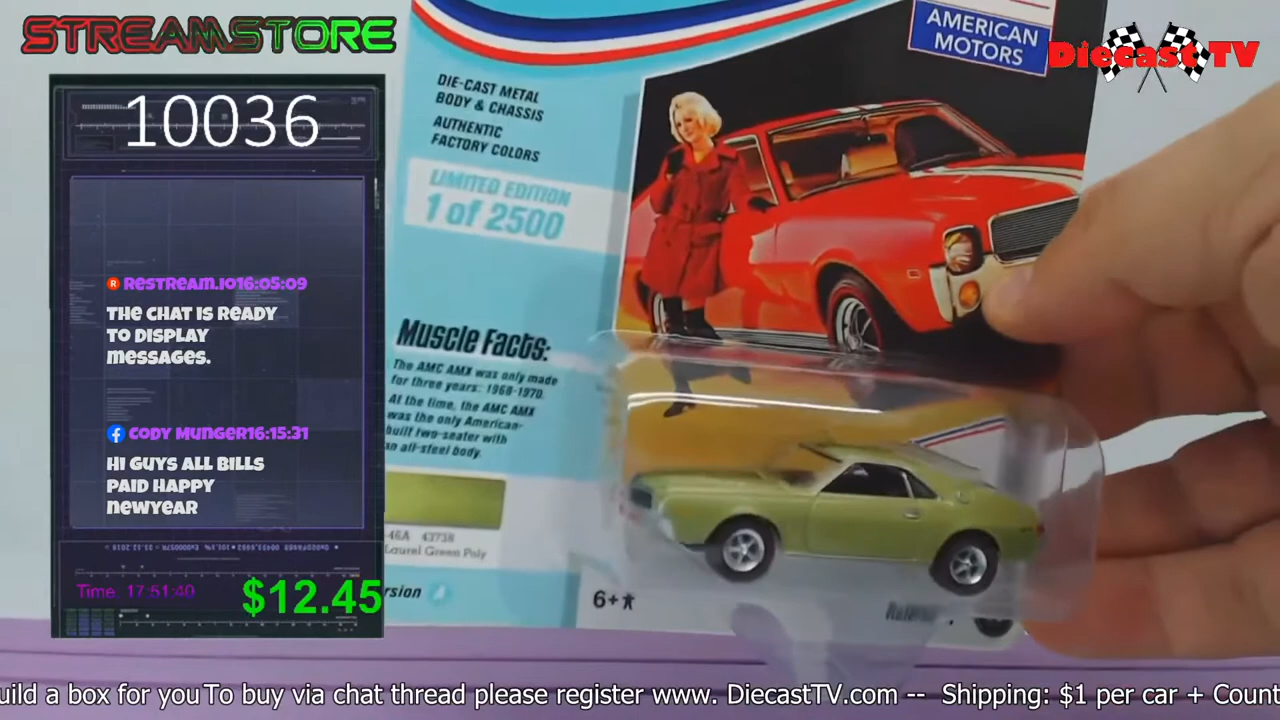 STREAMSTORE
10036
Restream.io16:05:09
THE CHAT IS READY
TO DISPLAY
MESSAGES.
Cody Munger16:15:31
HI GUYS ALL BILLS
PAID HAPPY
NEWYEAR
Time. 17:51:40
$12.45
DIE-CAST METAL
BODY & CHASSIS
AUTHENTIC
FACTORY COLORS
LIMITED EDITION
1 of 2500
Muscle Facts:
The AMC AMX was only made
for three years: 1968-1970.
At the time, the AMC AMX
was the only American-
built two-seater with
an all-steel body.
-46A 43738
Laurel Green Poly
rsion
6+
AMERICAN
MOTORS
Diecast TV
uild a box for you To buy via chat thread please register www. DiecastTV.com -- Shipping: $1 per car + Count